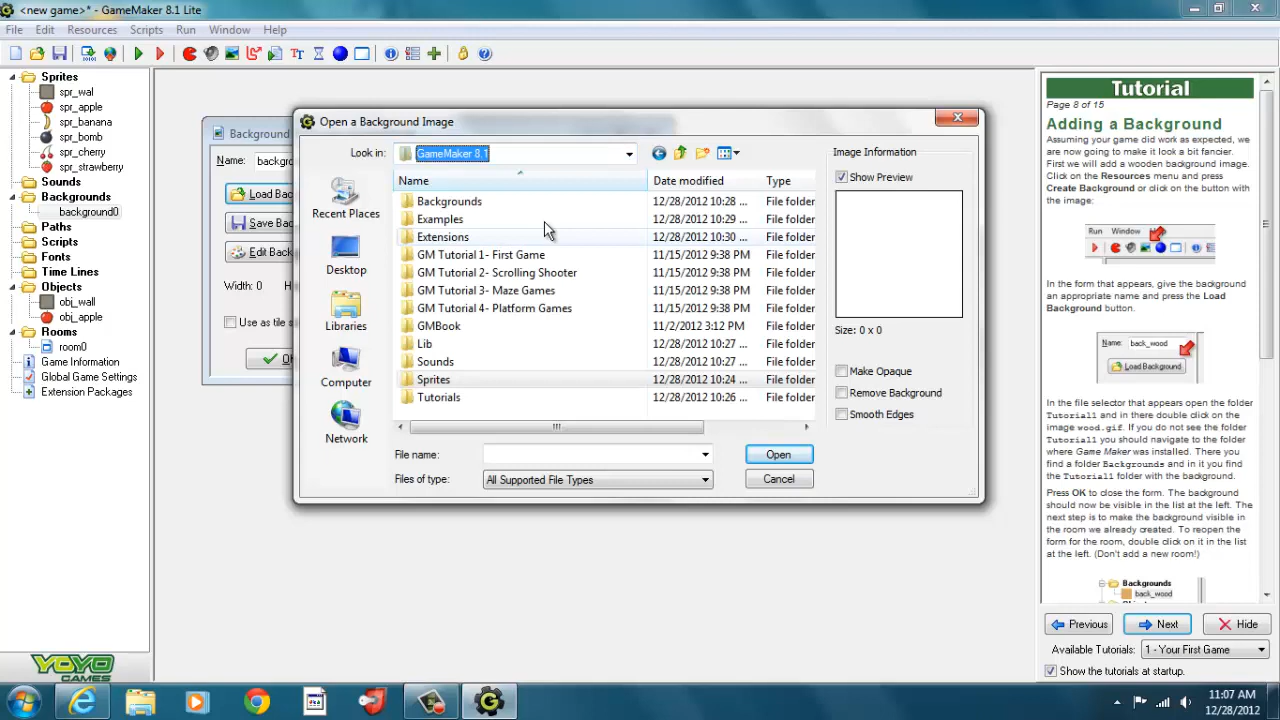 <new game>* - GameMaker 8.1 Lite
File Edit Resources Scripts Run Window Help
Sprites
spr_wal
spr_apple
spr_banana
spr_bomb
spr_cherry
spr_strawberry
Sounds
Backgrounds
background0
Paths
Scripts
Fonts
Time Lines
Objects
obj_wall
obj_apple
Rooms
room0
Game Information
Global Game Settings
Extension Packages
YOYO
GAMES
Background
Name: backgro
Load Bac
Save Bac
Edit Back
Width: 0 H
Use as tile s
Open a Background Image
Look in: GameMaker 8.1
Name Date modified Type
Backgrounds 12/28/2012 10:28 ... File folder
Examples 12/28/2012 10:29 ... File folder
Extensions 12/28/2012 10:30 ... File folder
GM Tutorial 1- First Game 11/15/2012 9:38 PM File folder
GM Tutorial 2- Scrolling Shooter 11/15/2012 9:38 PM File folder
GM Tutorial 3- Maze Games 11/15/2012 9:38 PM File folder
GM Tutorial 4- Platform Games 11/15/2012 9:38 PM File folder
GMBook 11/2/2012 3:12 PM File folder
Lib 12/28/2012 10:27 ... File folder
Sounds 12/28/2012 10:27 ... File folder
Sprites 12/28/2012 10:24 ... File folder
Tutorials 12/28/2012 10:26 ... File folder
Recent Places
Desktop
Libraries
Computer
Network
File name:
Open
Files of type: All Supported File Types
Cancel
Image Information
Show Preview
Size: 0 x 0
Make Opaque
Remove Background
Smooth Edges
Tutorial
Page 8 of 15
Adding a Background
Assuming your game did work as expected, we
are now going to make it look a bit fancier.
First we will add a wooden background image.
Click on the Resources menu and press
Create Background or click on the button with
the image:
Run Window
In the form that appears, give the background
an appropriate name and press the Load
Background button.
Name: back_wood
Load Background
In the file selector that appears open the folder
Tutorial1 and in there double click on the
image wood.gif. If you do not see the folder
Tutorial1 you should navigate to the folder
where Game Maker was installed. There you
find a folder Backgrounds and in it you find
the Tutorial1 folder with the background.
Press OK to close the form. The background
should now be visible in the list at the left. The
next step is to make the background visible in
the room we already created. To reopen the
form for the room, double click on it in the list
at the left. (Don't add a new room!)
Backgrounds
back_wood
Previous Next Hide
Available Tutorials: 1 - Your First Game
Show the tutorials at startup.
11:07 AM
12/28/2012